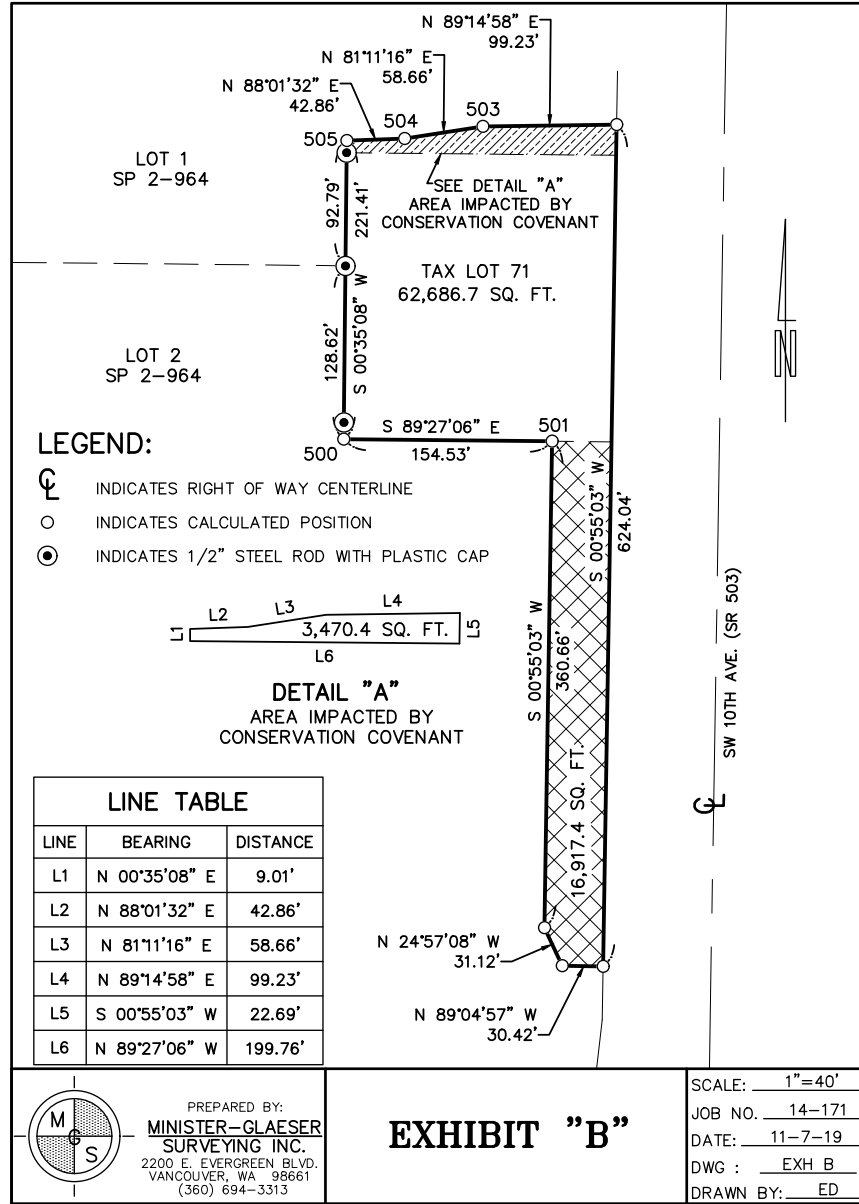 N 89°14'58" E
99.23'
N 81°11'16" E
58.66'
N 88°01'32" E
42.86'
505
504
503
LOT 1
SP 2-964
92.79'
221.41'
SEE DETAIL "A"
AREA IMPACTED BY
CONSERVATION COVENANT
TAX LOT 71
62,686.7 SQ. FT.
LOT 2
SP 2-964
128.62'
S 00°35'08" W
N
S 89°27'06" E
154.53'
500
501
LEGEND:
CL INDICATES RIGHT OF WAY CENTERLINE
INDICATES CALCULATED POSITION
INDICATES 1/2" STEEL ROD WITH PLASTIC CAP
S 00°55'03" W
624.04'
S 00°55'03" W
360.66'
16,917.4 SQ. FT.
SW 10TH AVE. (SR 503)
CL
L1
L2
L3
L4
L5
L6
3,470.4 SQ. FT.
DETAIL "A"
AREA IMPACTED BY
CONSERVATION COVENANT
N 24°57'08" W
31.12'
N 89°04'57" W
30.42'
LINE TABLE
LINE BEARING DISTANCE
L1 N 00°35'08" E 9.01'
L2 N 88°01'32" E 42.86'
L3 N 81°11'16" E 58.66'
L4 N 89°14'58" E 99.23'
L5 S 00°55'03" W 22.69'
L6 N 89°27'06" W 199.76'
M G S
PREPARED BY:
MINISTER-GLAESER
SURVEYING INC.
2200 E. EVERGREEN BLVD.
VANCOUVER, WA 98661
(360) 694-3313
EXHIBIT "B"
SCALE: 1"=40'
JOB NO. 14-171
DATE: 11-7-19
DWG : EXH B
DRAWN BY: ED